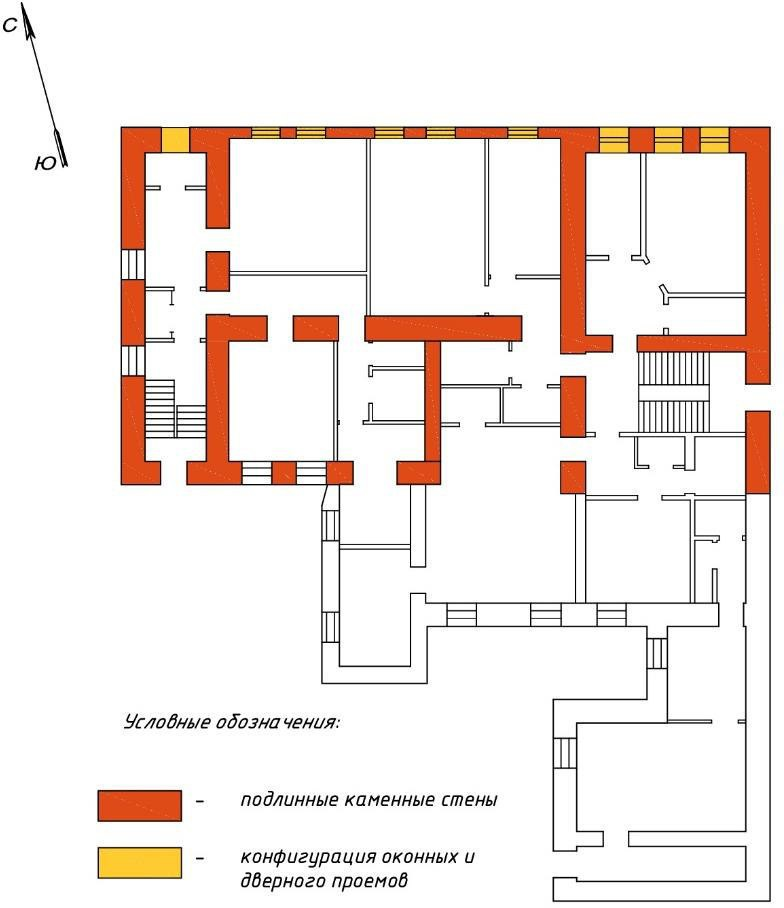 С
Ю
Условные обозначения:
- подлинные каменные стены
- конфигурация оконных и
дверного проемов